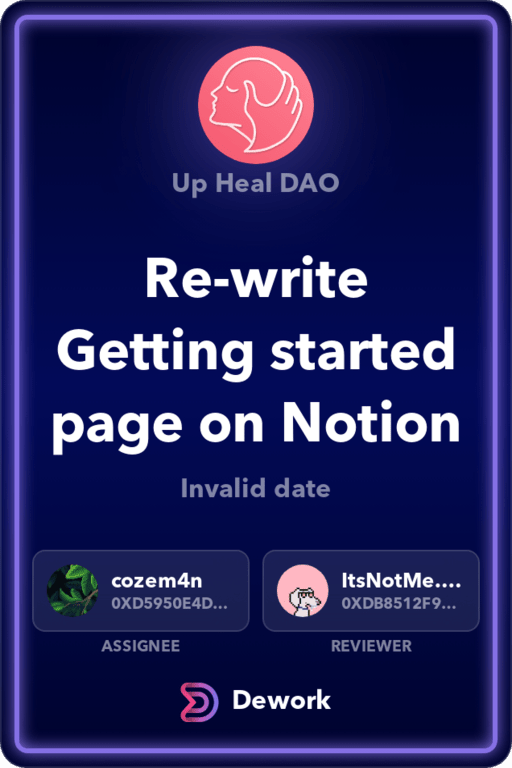 Up Heal DAO
Re-write
Getting started
page on Notion
Invalid date
cozem4n
0XD5950E4D...
ItsNotMe....
0XDB8512F9...
ASSIGNEE
REVIEWER
Dework